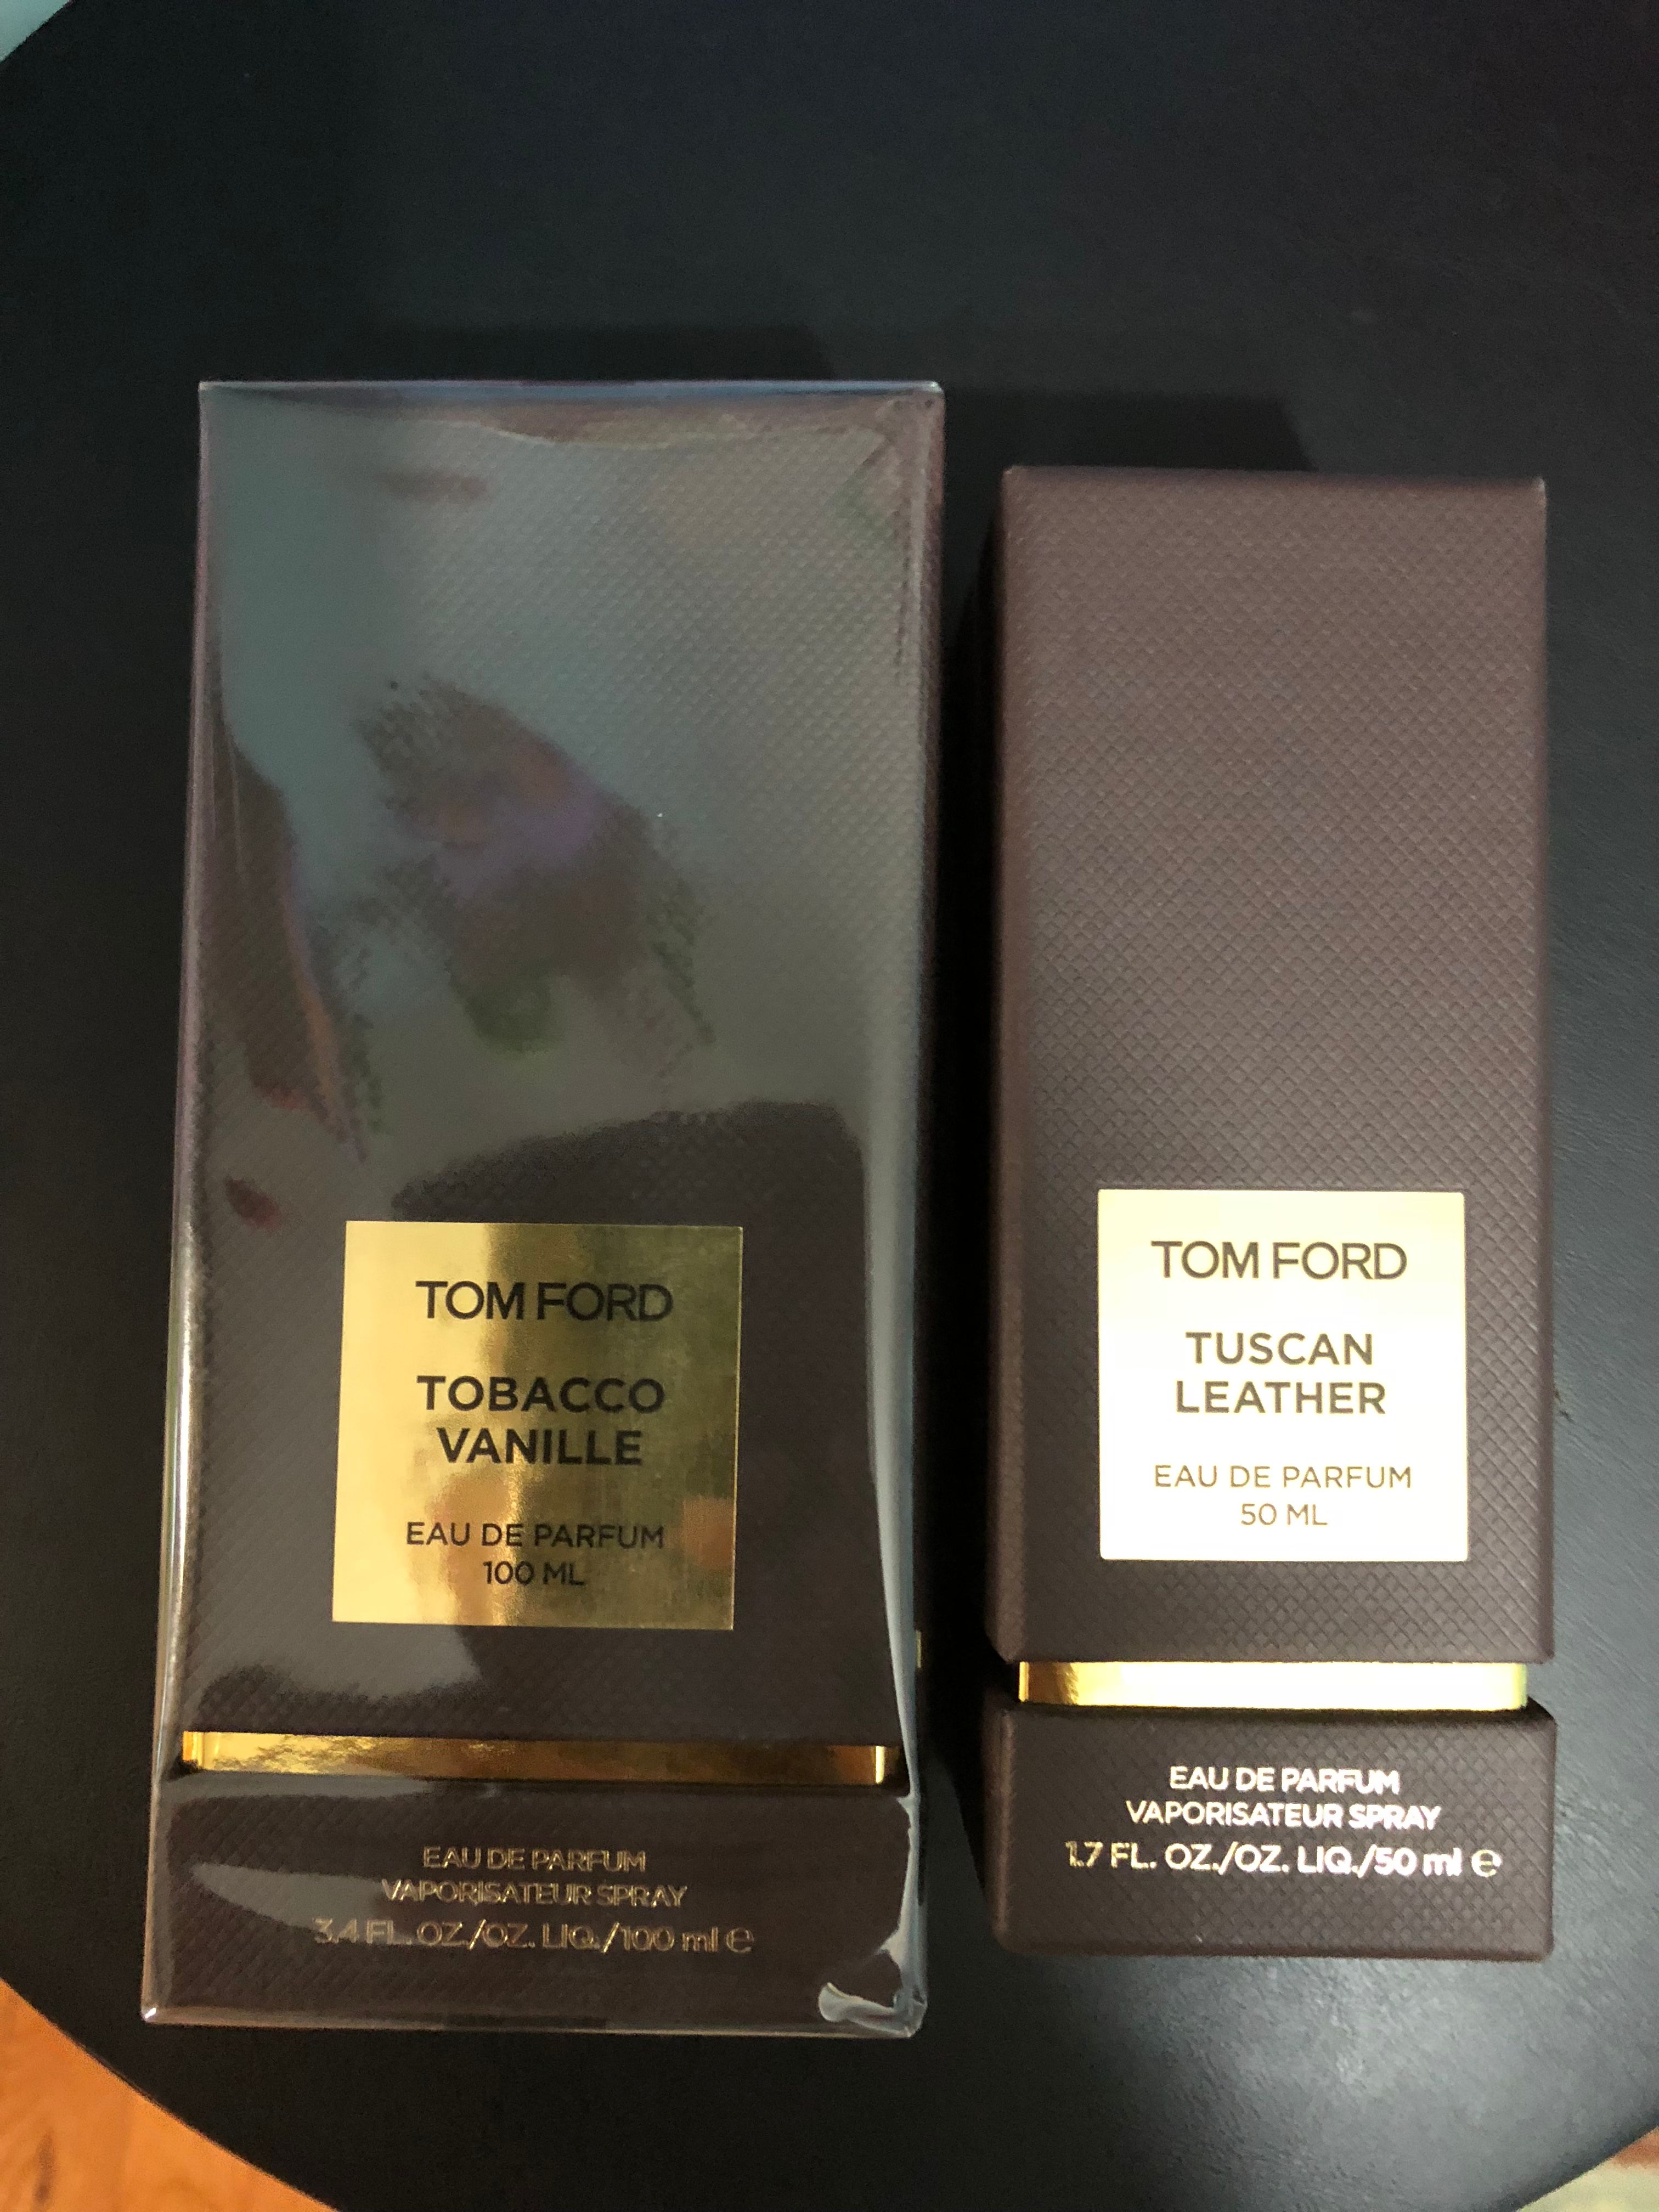 TOM FORD
TOBACCO
VANILLE
EAU DE PARFUM
100 ML
EAU DE PARFUM
VAPORISATEUR SPRAY
3.4 FL. OZ./OZ. LIQ./100 ml ℮
TOM FORD
TUSCAN
LEATHER
EAU DE PARFUM
50 ML
EAU DE PARFUM
VAPORISATEUR SPRAY
1.7 FL. OZ./OZ. LIQ./50 ml ℮